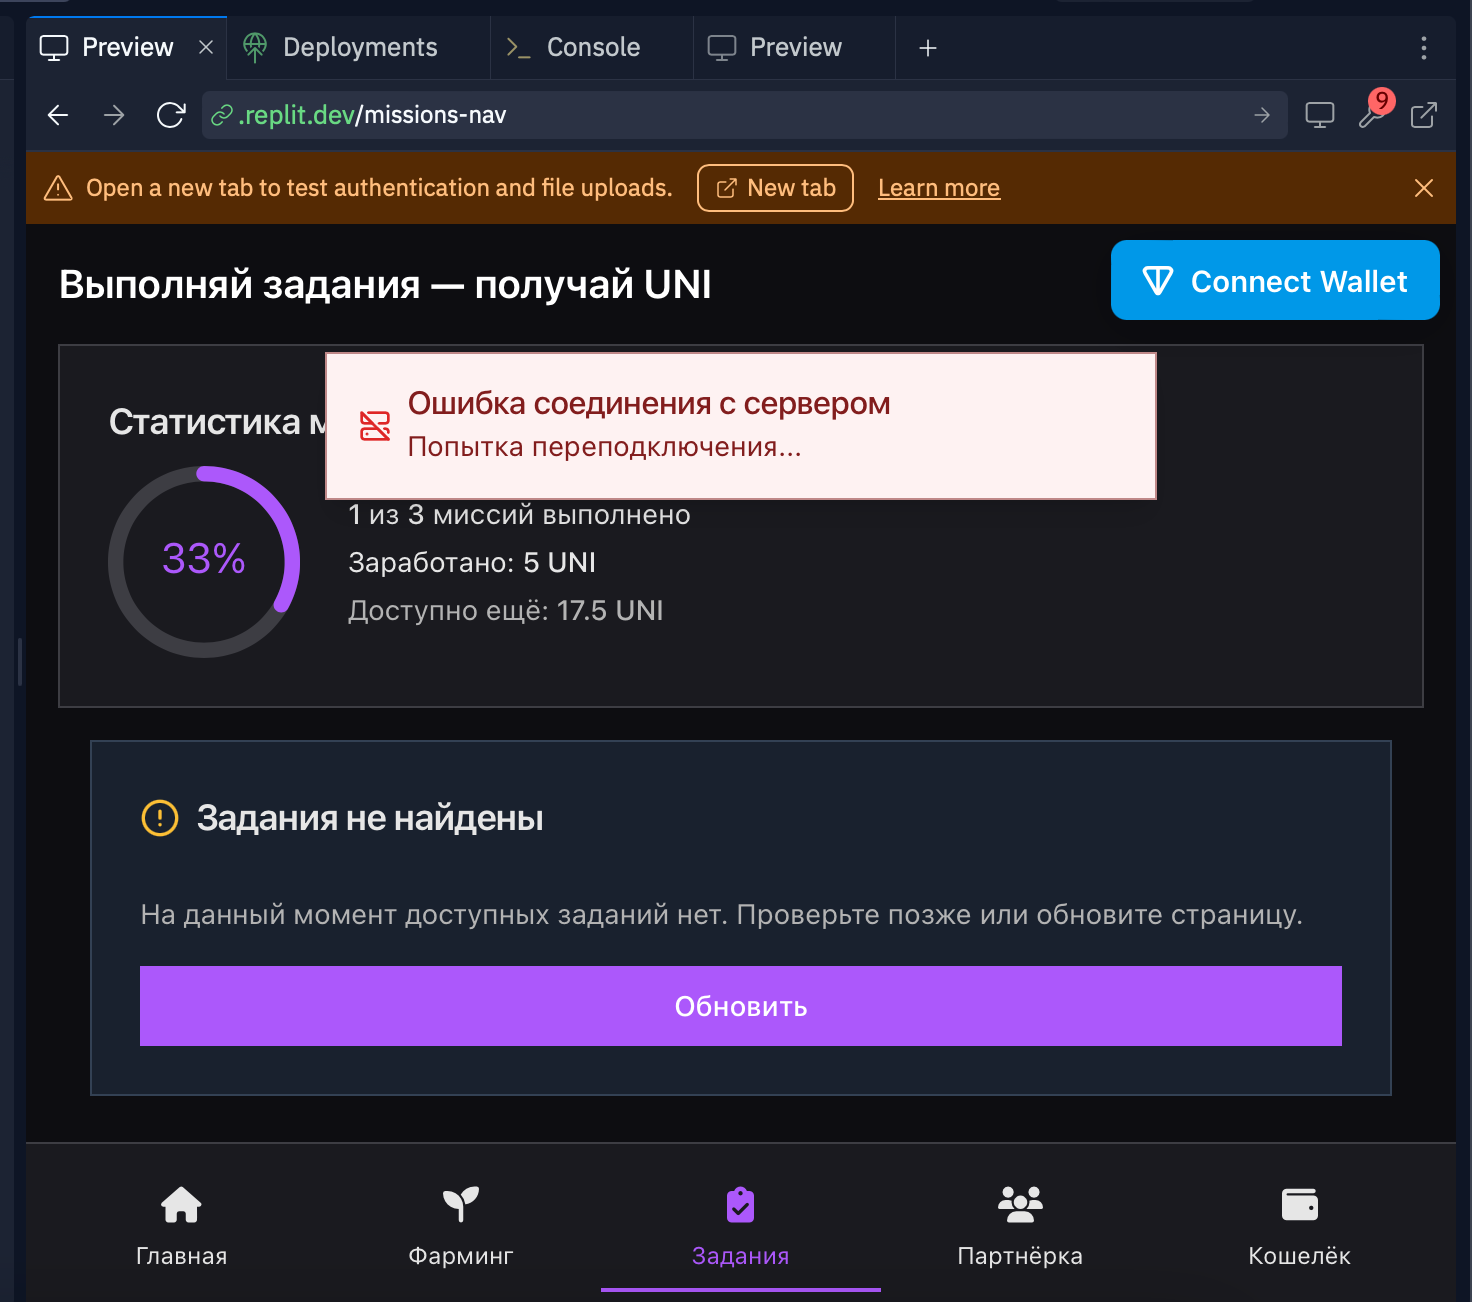 Preview
Deployments
Console
Preview
.replit.dev/missions-nav
9
Open a new tab to test authentication and file uploads.
New tab
Learn more
Выполняй задания — получай UNI
Connect Wallet
Ошибка соединения с сервером
Попытка переподключения...
Статистика
33%
1 из 3 миссий выполнено
Заработано: 5 UNI
Доступно ещё: 17.5 UNI
Задания не найдены
На данный момент доступных заданий нет. Проверьте позже или обновите страницу.
Обновить
Главная
Фарминг
Задания
Партнёрка
Кошелёк